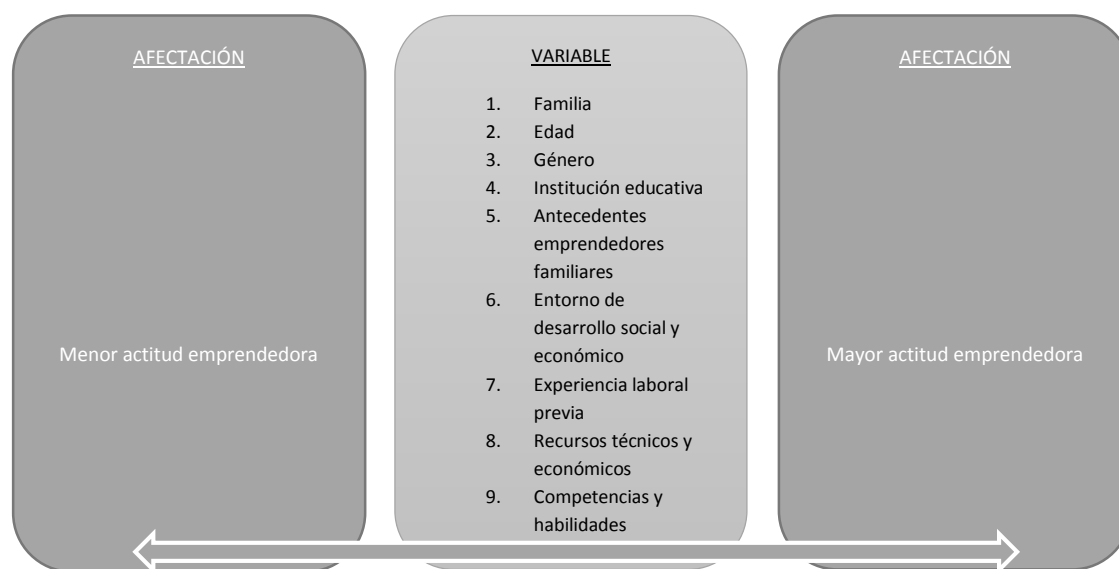 AFECTACIÓN
Menor actitud emprendedora
VARIABLE
1. Familia
2. Edad
3. Género
4. Institución educativa
5. Antecedentes
emprendedores
familiares
6. Entorno de
desarrollo social y
económico
7. Experiencia laboral
previa
8. Recursos técnicos y
económicos
9. Competencias y
habilidades
AFECTACIÓN
Mayor actitud emprendedora